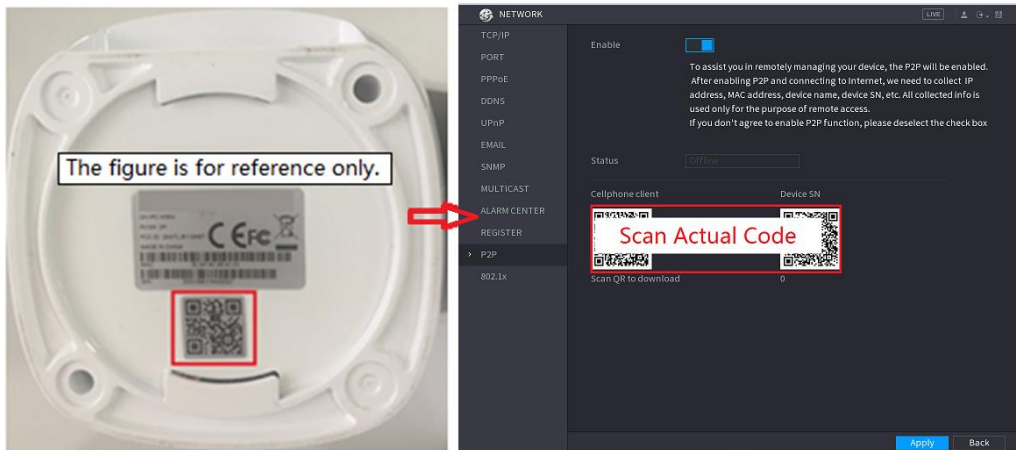 The figure is for reference only.
CE FC
NETWORK
LIVE
TCP/IP
PORT
PPPoE
DDNS
UPnP
EMAIL
SNMP
MULTICAST
ALARM CENTER
REGISTER
P2P
802.1x
Enable
To assist you in remotely managing your device, the P2P will be enabled.
After enabling P2P and connecting to Internet, we need to collect IP
address, MAC address, device name, device SN, etc. All collected info is
used only for the purpose of remote access.
If you don't agree to enable P2P function, please deselect the check box
Status
Offline
Cellphone client
Device SN
Scan Actual Code
Scan QR to download
0
Apply
Back